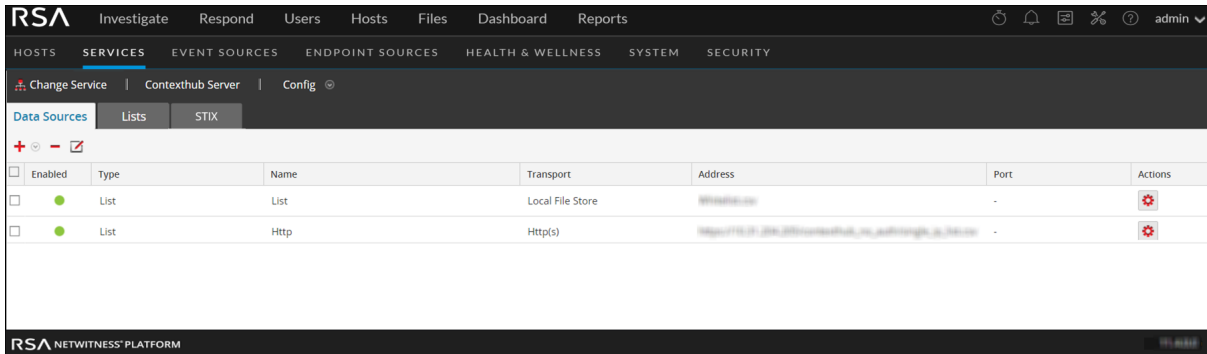 RSA Investigate Respond Users Hosts Files Dashboard Reports admin
HOSTS SERVICES EVENT SOURCES ENDPOINT SOURCES HEALTH & WELLNESS SYSTEM SECURITY
Change Service | Contexthub Server | Config
Data Sources Lists STIX
Enabled Type Name Transport Address Port Actions
List List Local File Store -
List Http Http(s) -
RSA NETWITNESS® PLATFORM